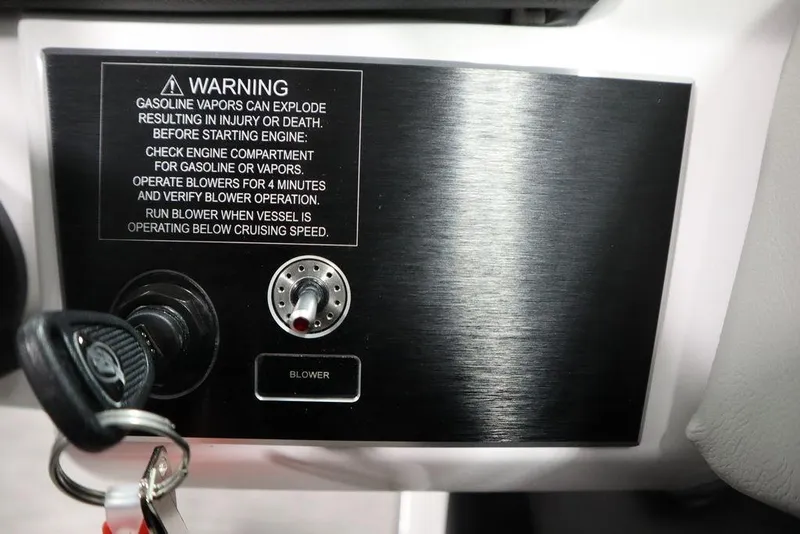 WARNING
GASOLINE VAPORS CAN EXPLODE
RESULTING IN INJURY OR DEATH.
BEFORE STARTING ENGINE:
CHECK ENGINE COMPARTMENT
FOR GASOLINE OR VAPORS.
OPERATE BLOWERS FOR 4 MINUTES
AND VERIFY BLOWER OPERATION.
RUN BLOWER WHEN VESSEL IS
OPERATING BELOW CRUISING SPEED.
BLOWER